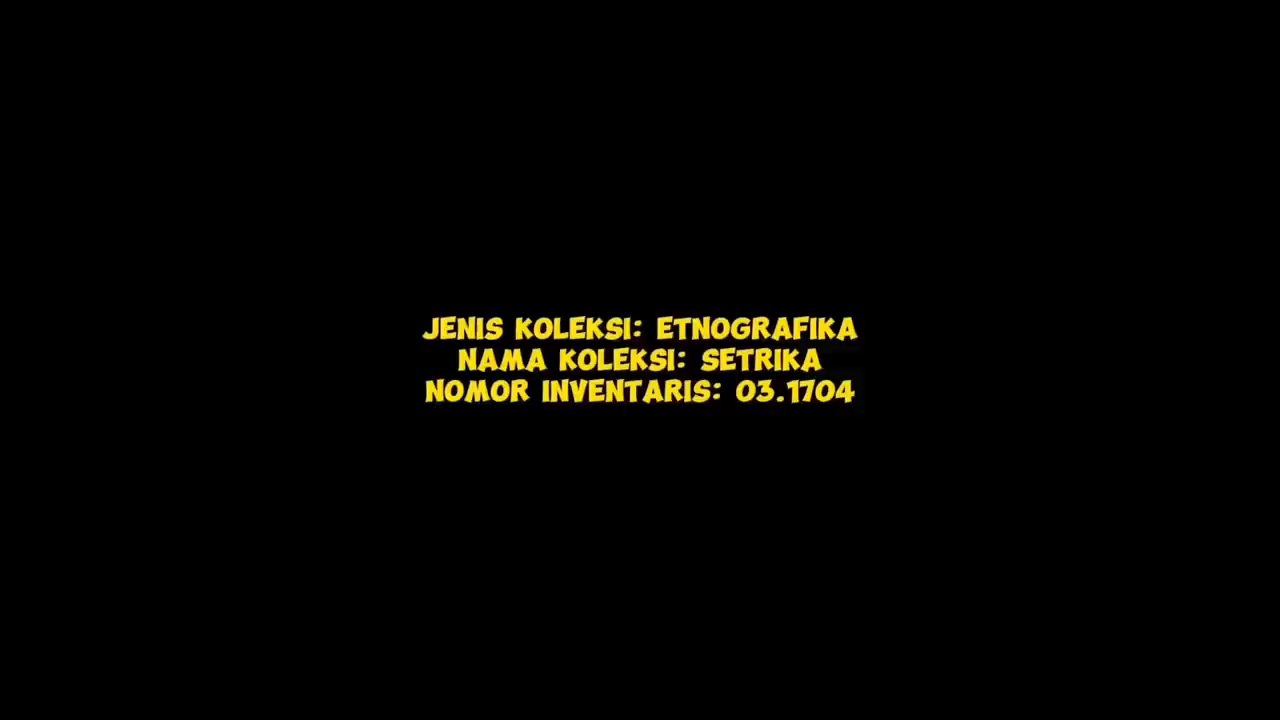 JENIS KOLEKSI: ETNOGRAFIKA
NAMA KOLEKSI: SETRIKA
NOMOR INVENTARIS: 03.1704